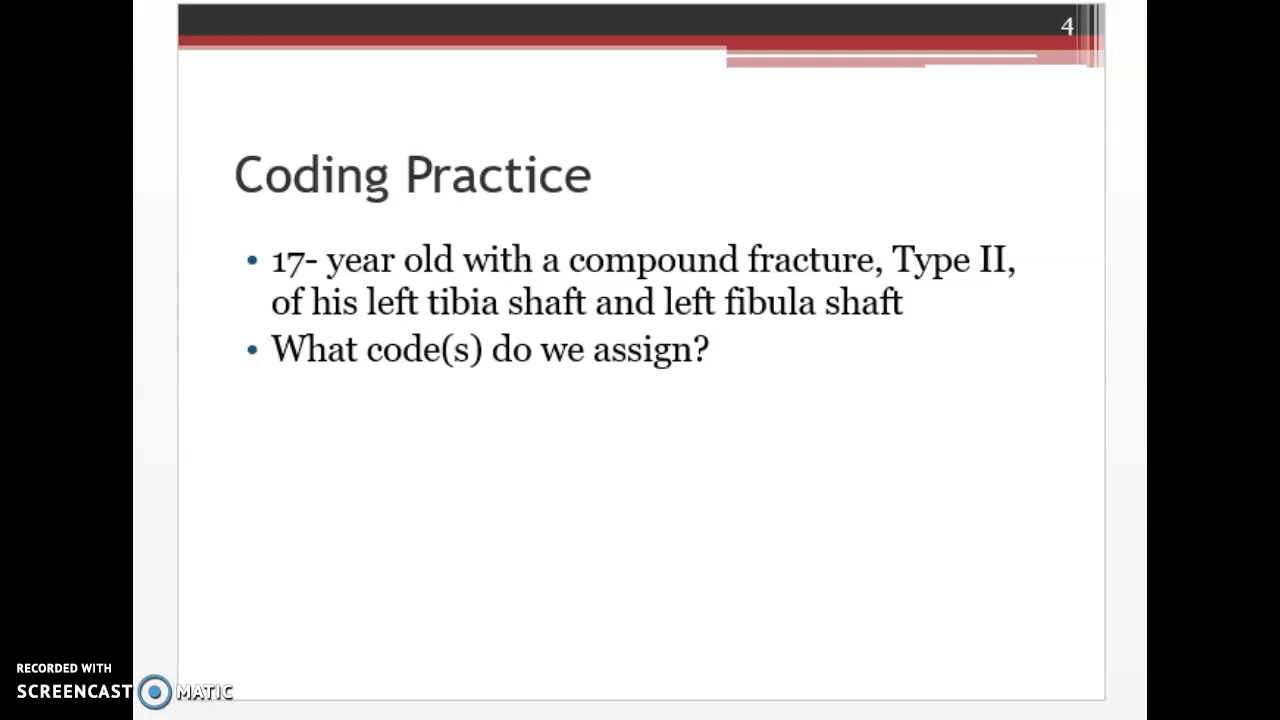 4
Coding Practice
• 17- year old with a compound fracture, Type II,
of his left tibia shaft and left fibula shaft
• What code(s) do we assign?
RECORDED WITH
SCREENCAST MATIC